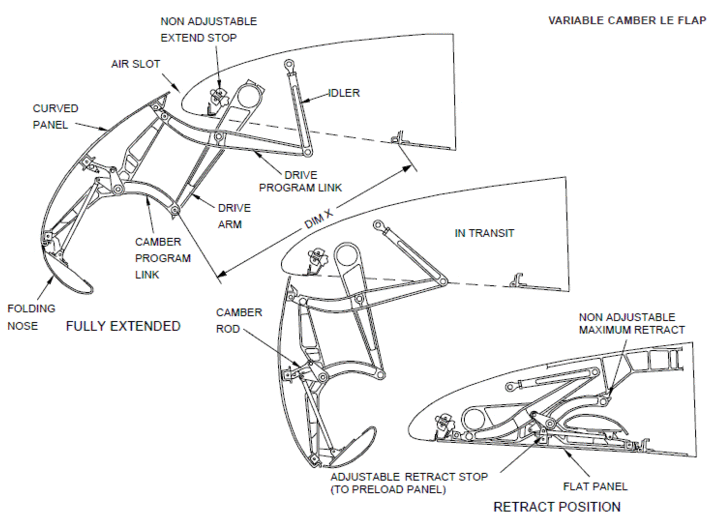 NON ADJUSTABLE
EXTEND STOP
VARIABLE CAMBER LE FLAP
AIR SLOT
IDLER
CURVED
PANEL
DRIVE
PROGRAM LINK
DRIVE
ARM
DIM X
IN TRANSIT
CAMBER
PROGRAM
LINK
FOLDING
NOSE
FULLY EXTENDED
CAMBER
ROD
NON ADJUSTABLE
MAXIMUM RETRACT
ADJUSTABLE RETRACT STOP
(TO PRELOAD PANEL)
FLAT PANEL
RETRACT POSITION